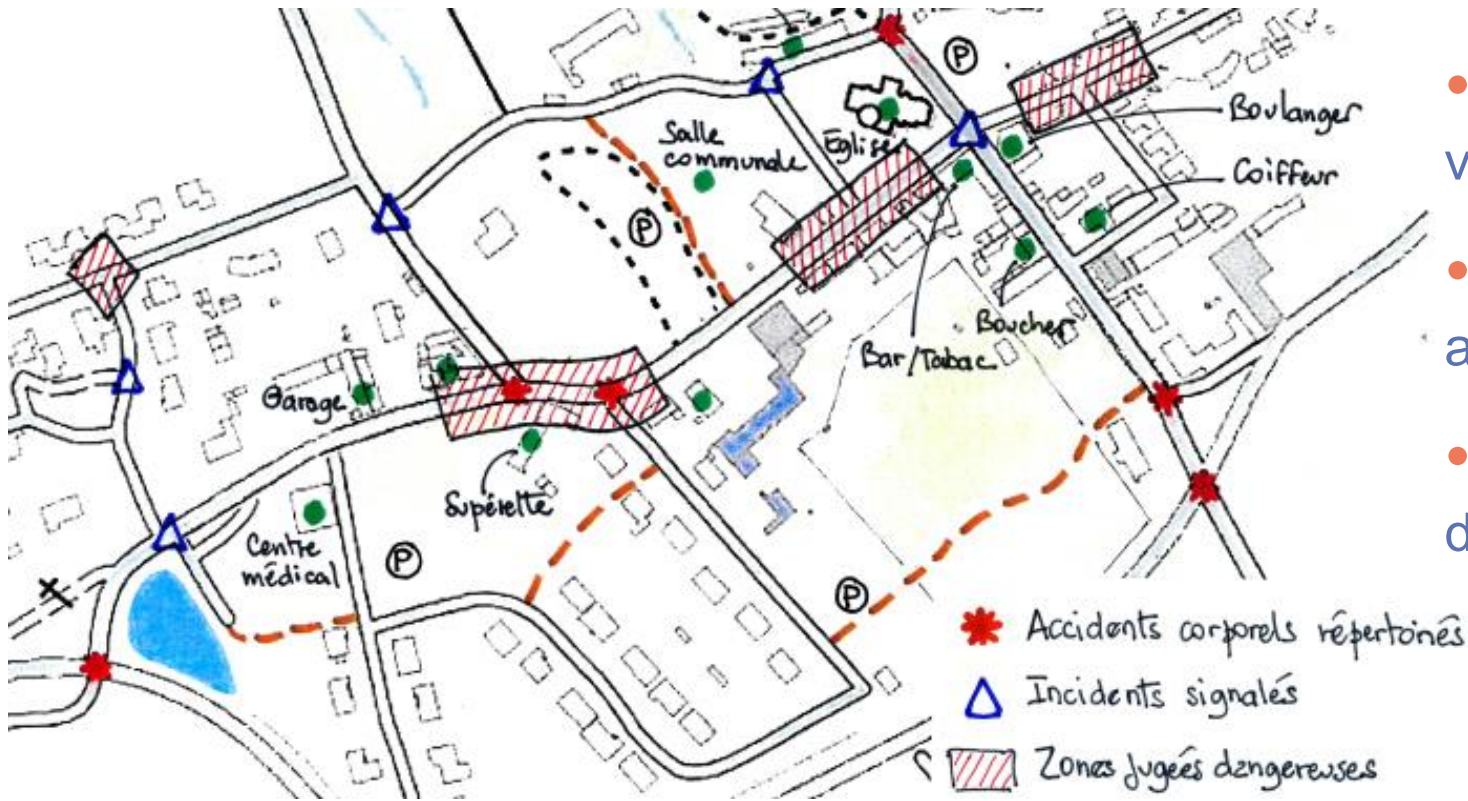 P
Boulanger
Salle
communale
Église
Coiffeur
P
Boucher
Bar/Tabac
Garage
Supérette
Centre
médical
P
P
Accidents corporels répertoriés
Incidents signalés
Zones jugées dangereuses
• 
v
• 
a
• 
d